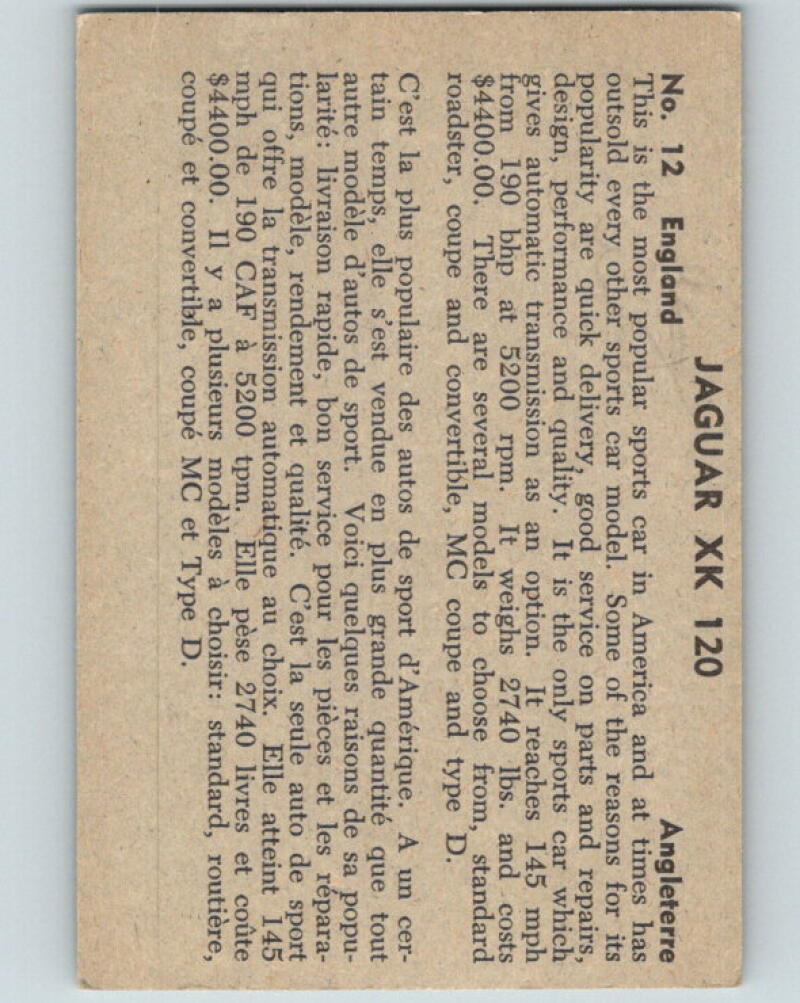 JAGUAR XK 120
No. 12 England Angleterre
This is the most popular sports car in America and at times has
outsold every other sports car model. Some of the reasons for its
popularity are quick delivery, good service on parts and repairs,
design, performance and quality. It is the only sports car which
gives automatic transmission as an option. It reaches 145 mph
from 190 bhp at 5200 rpm. It weighs 2740 lbs. and costs
$4400.00. There are several models to choose from, standard
roadster, coupe and convertible, MC coupe and type D.
C'est la plus populaire des autos de sport d'Amérique. A un cer-
tain temps, elle s'est vendue en plus grande quantité que tout
autre modèle d'autos de sport. Voici quelques raisons de sa popu-
larité: livraison rapide, bon service pour les pièces et les répara-
tions, modèle, rendement et qualité. C'est la seule auto de sport
qui offre la transmission automatique au choix. Elle atteint 145
mph de 190 CAF à 5200 tpm. Elle pèse 2740 livres et coûte
$4400.00. Il y a plusieurs modèles à choisir: standard, routière,
coupé et convertible, coupé MC et Type D.